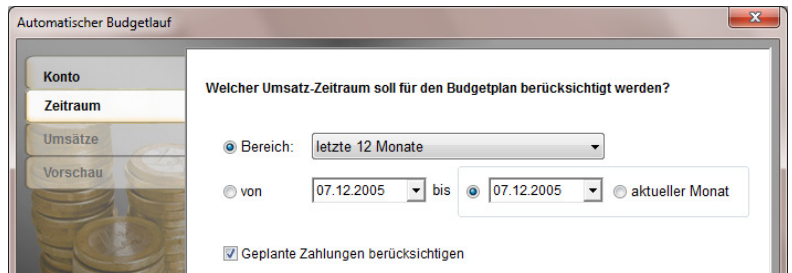 Automatischer Budgetlauf
Konto
Zeitraum
Umsätze
Vorschau
Welcher Umsatz-Zeitraum soll für den Budgetplan berücksichtigt werden?
Bereich: letzte 12 Monate
von 07.12.2005 bis 07.12.2005 aktueller Monat
Geplante Zahlungen berücksichtigen